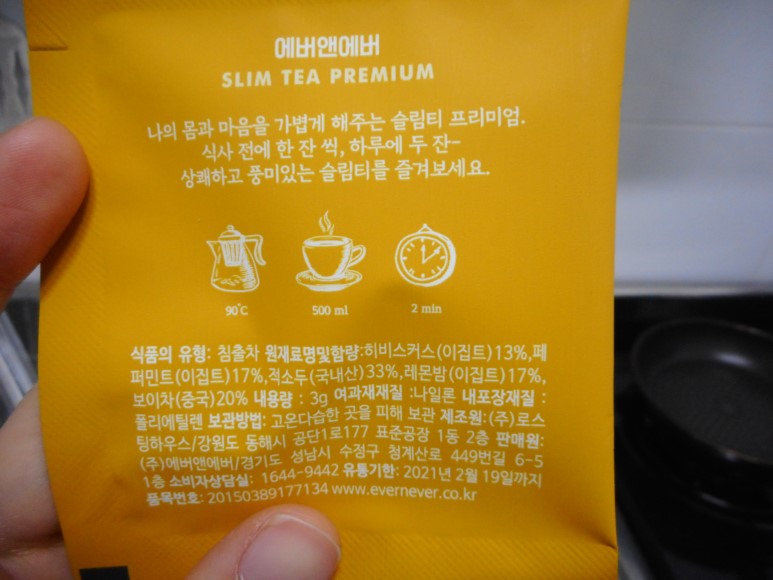 에버앤에버
SLIM TEA PREMIUM
나의 몸과 마음을 가볍게 해주는 슬림티 프리미엄.
식사 전에 한 잔 씩, 하루에 두 잔-
상쾌하고 풍미있는 슬림티를 즐겨보세요.
90℃ 500 ml 2 min
식품의 유형: 침출차 원재료명및함량:히비스커스(이집트)13%,페
퍼민트(이집트)17%,적소두(국내산)33%,레몬밤(이집트)17%,
보이차(중국)20% 내용량 : 3g 여과재재질 :나일론 내포장재질 :
폴리에틸렌 보관방법: 고온다습한 곳을 피해 보관 제조원:(주)로스
팅하우스/강원도 동해시 공단1로177 표준공장 1동 2층 판매원:
(주)에버앤에버/경기도 성남시 수정구 청계산로 449번길 6-5
1층 소비자상담실: 1644-9442 유통기한: 2021년 2월 19일까지
품목번호: 20150389177134 www.evernever.co.kr